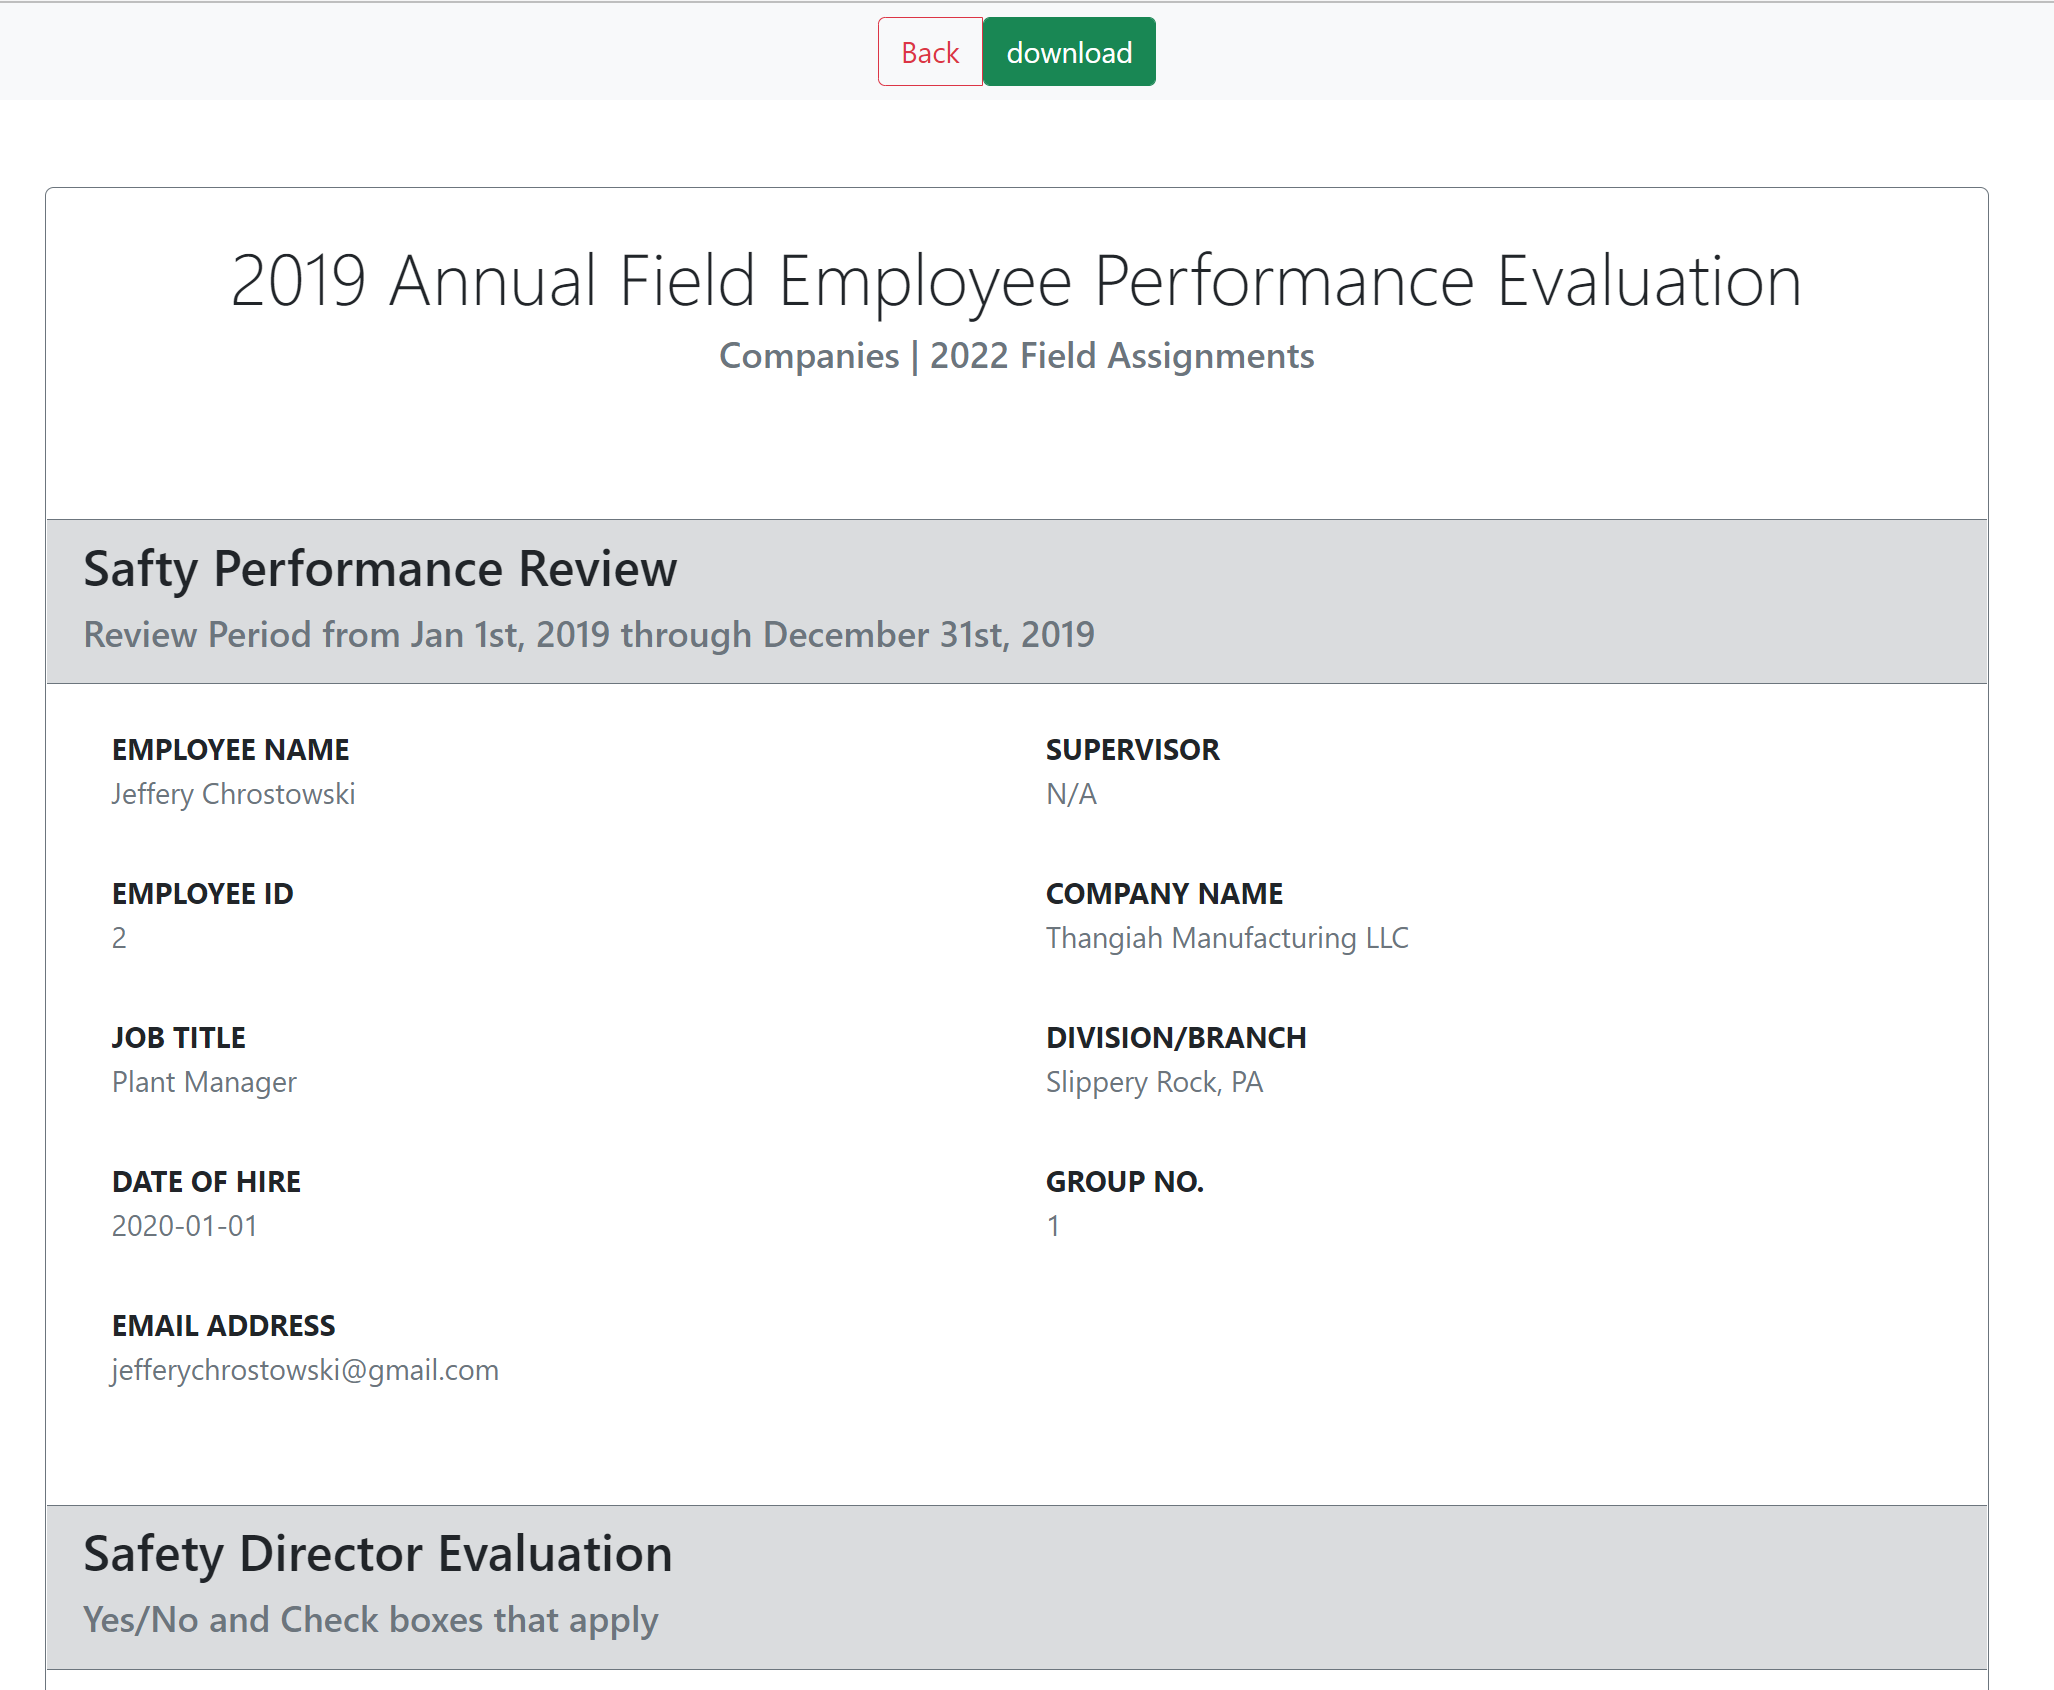 Back download
2019 Annual Field Employee Performance Evaluation
Companies | 2022 Field Assignments
Safty Performance Review
Review Period from Jan 1st, 2019 through December 31st, 2019
EMPLOYEE NAME
Jeffery Chrostowski
SUPERVISOR
N/A
EMPLOYEE ID
2
COMPANY NAME
Thangiah Manufacturing LLC
JOB TITLE
Plant Manager
DIVISION/BRANCH
Slippery Rock, PA
DATE OF HIRE
2020-01-01
GROUP NO.
1
EMAIL ADDRESS
jefferychrostowski@gmail.com
Safety Director Evaluation
Yes/No and Check boxes that apply